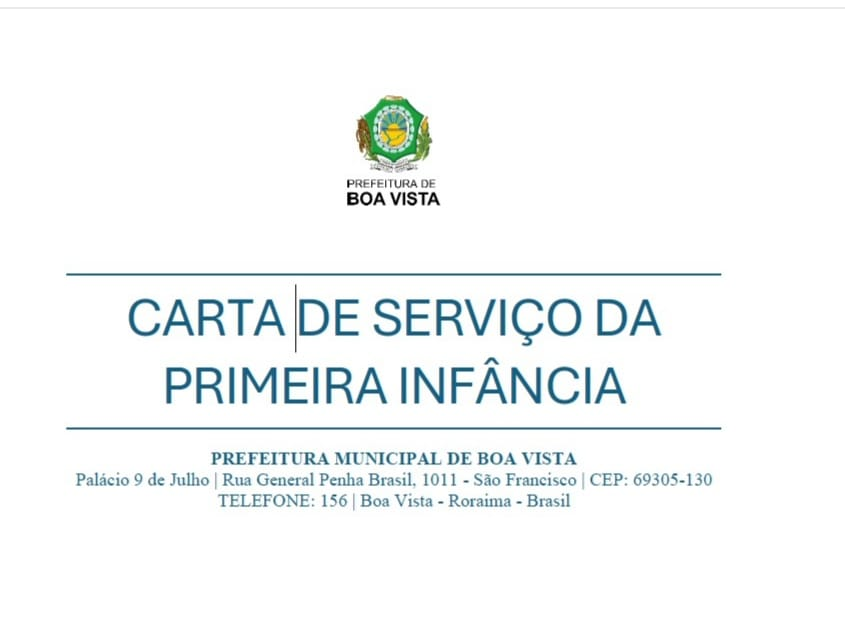 PREFEITURA DE
BOA VISTA
CARTA DE SERVIÇO DA
PRIMEIRA INFÂNCIA
PREFEITURA MUNICIPAL DE BOA VISTA
Palácio 9 de Julho | Rua General Penha Brasil, 1011 - São Francisco | CEP: 69305-130
TELEFONE: 156 | Boa Vista - Roraima - Brasil